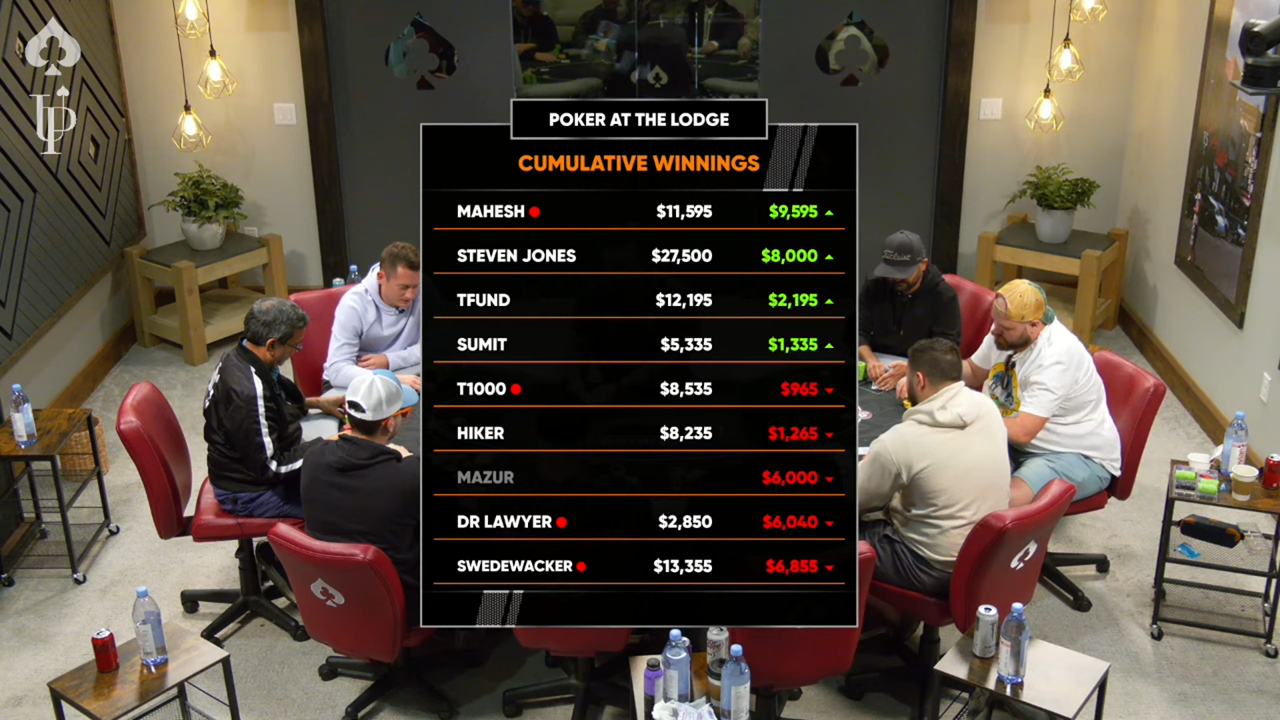 UP
POKER AT THE LODGE
CUMULATIVE WINNINGS
MAHESH $11,595 $9,595
STEVEN JONES $27,500 $8,000
TFUND $12,195 $2,195
SUMIT $5,335 $1,335
T1000 $8,535 $965
HIKER $8,235 $1,265
MAZUR $6,000
DR LAWYER $2,850 $6,040
SWEDEWACKER $13,355 $6,855
Titleist